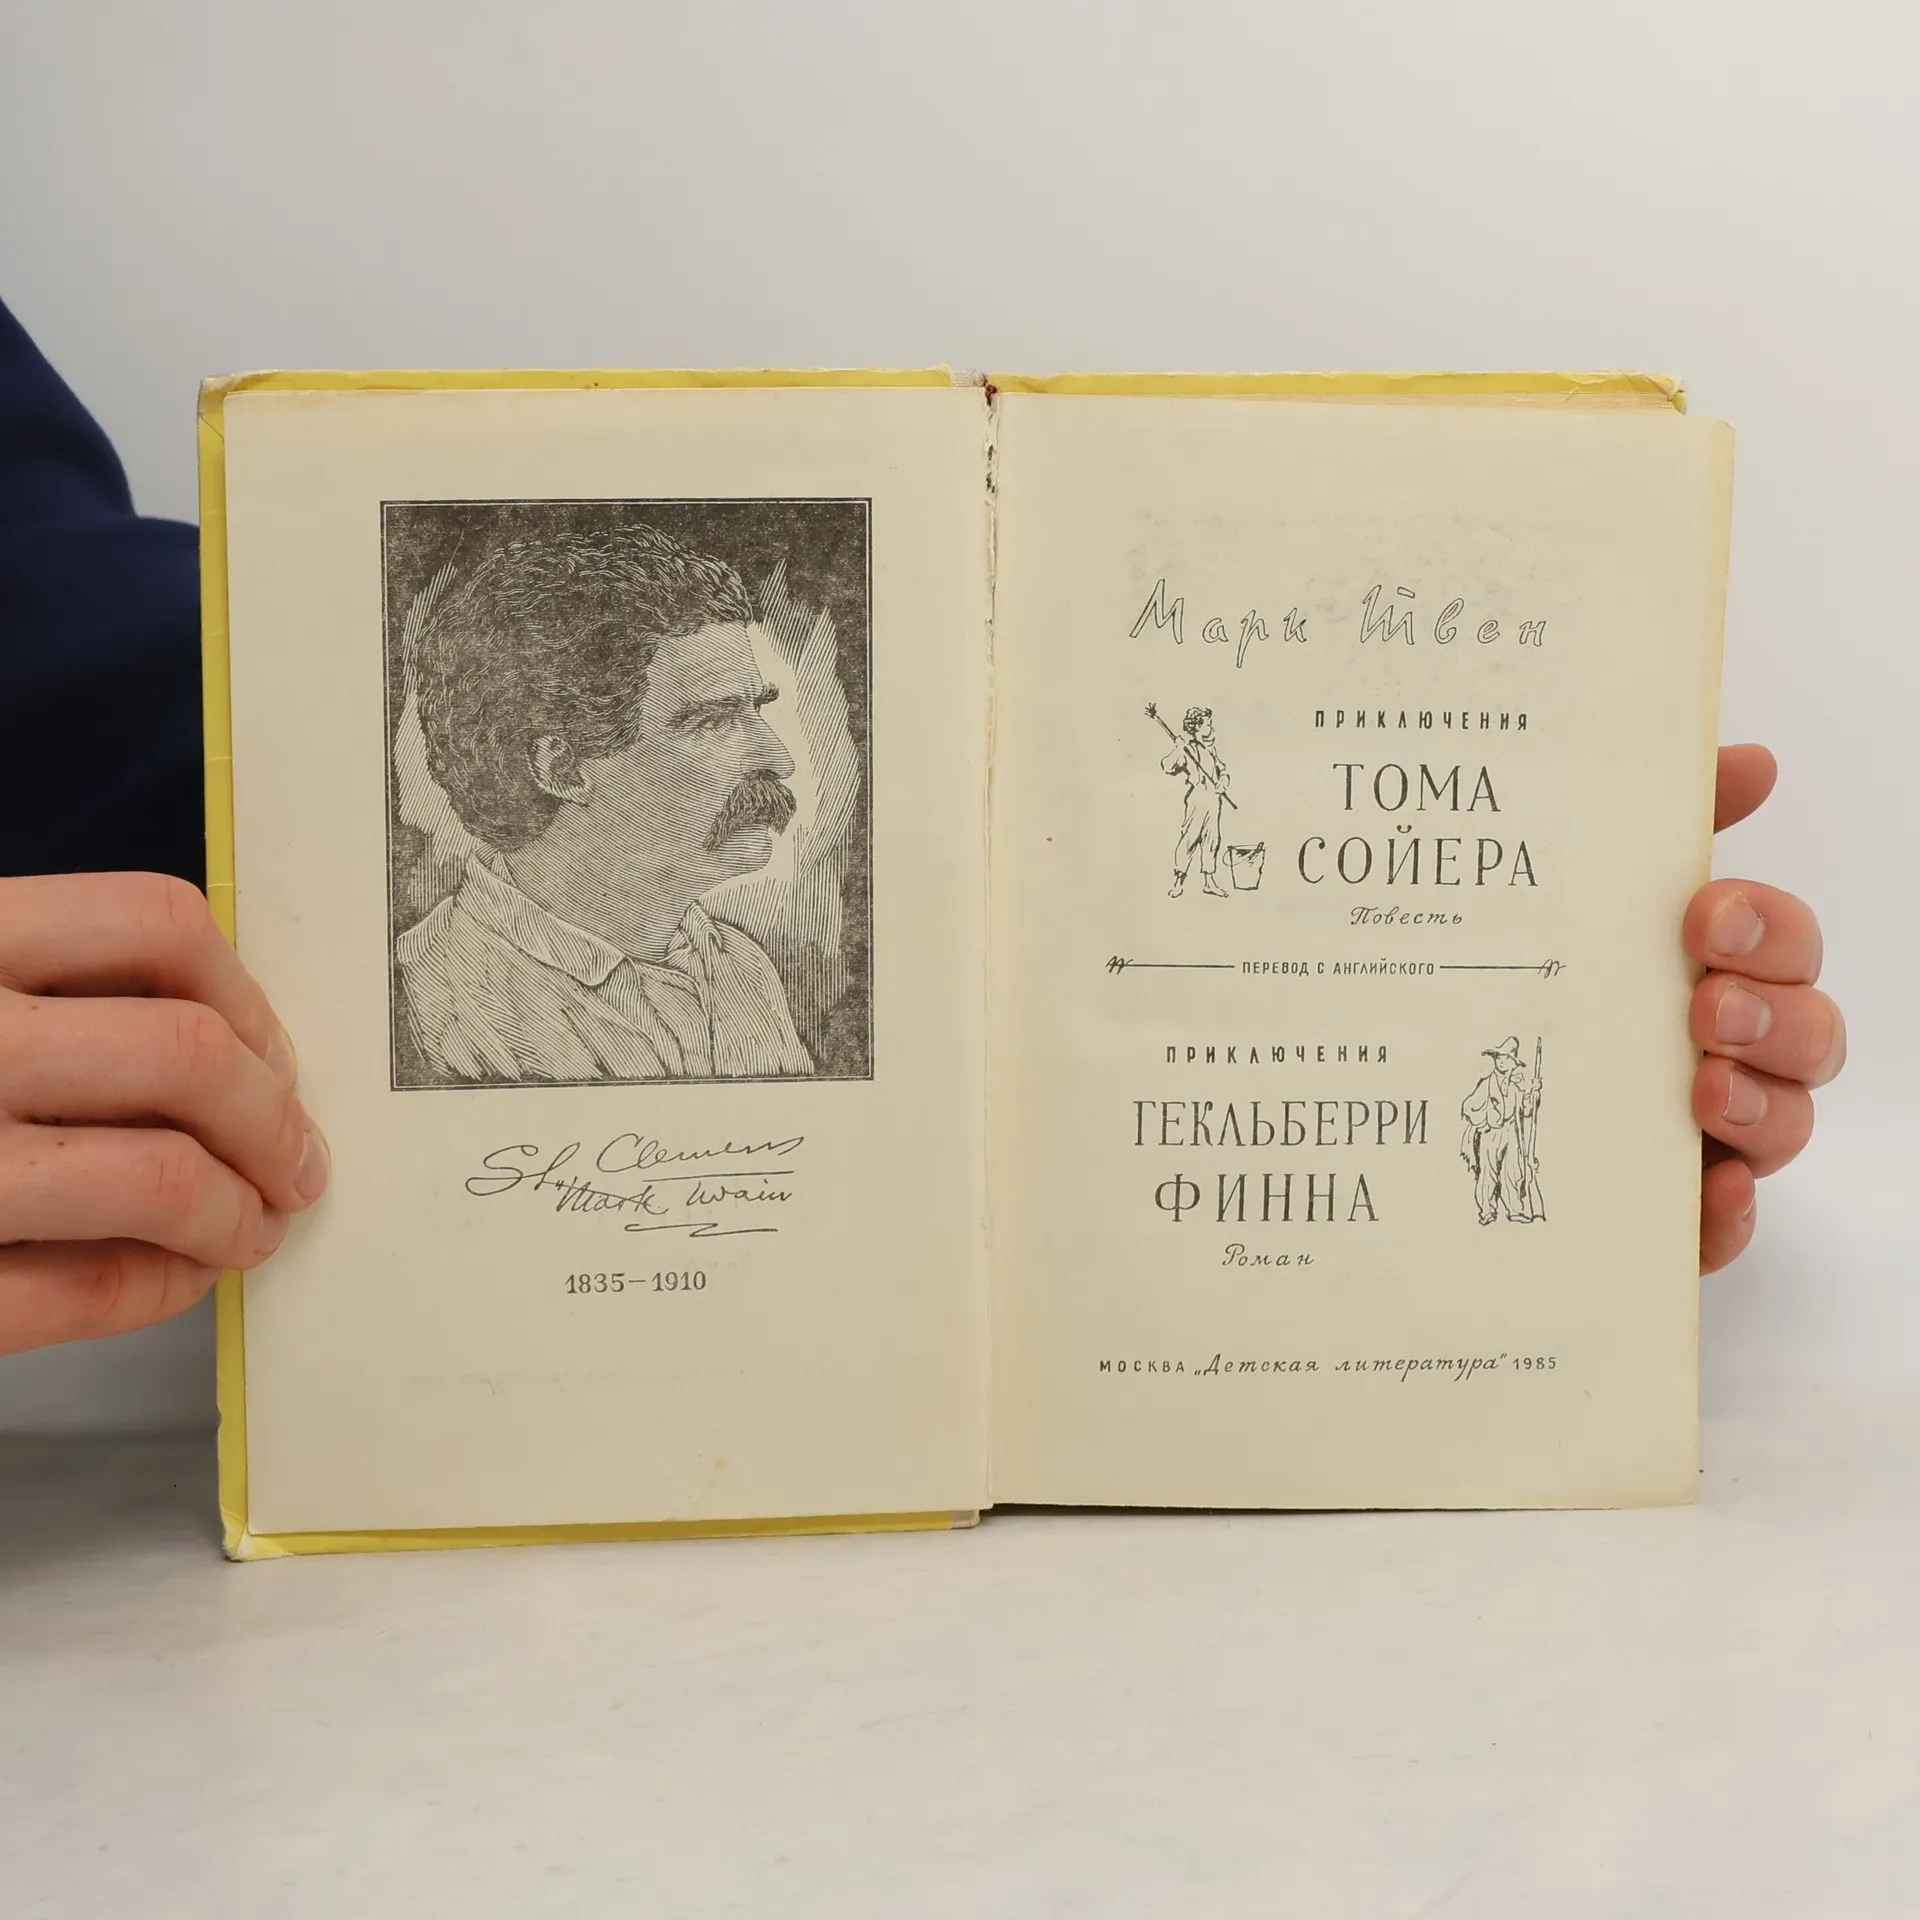 S. L. Clemens
"Mark Twain
1835–1910
Марк Твен
ПРИКЛЮЧЕНИЯ
ТОМА
СОЙЕРА
Повесть
ПЕРЕВОД С АНГЛИЙСКОГО
ПРИКЛЮЧЕНИЯ
ГЕКЛЬБЕРРИ
ФИННА
Роман
МОСКВА „Детская литература" 1985